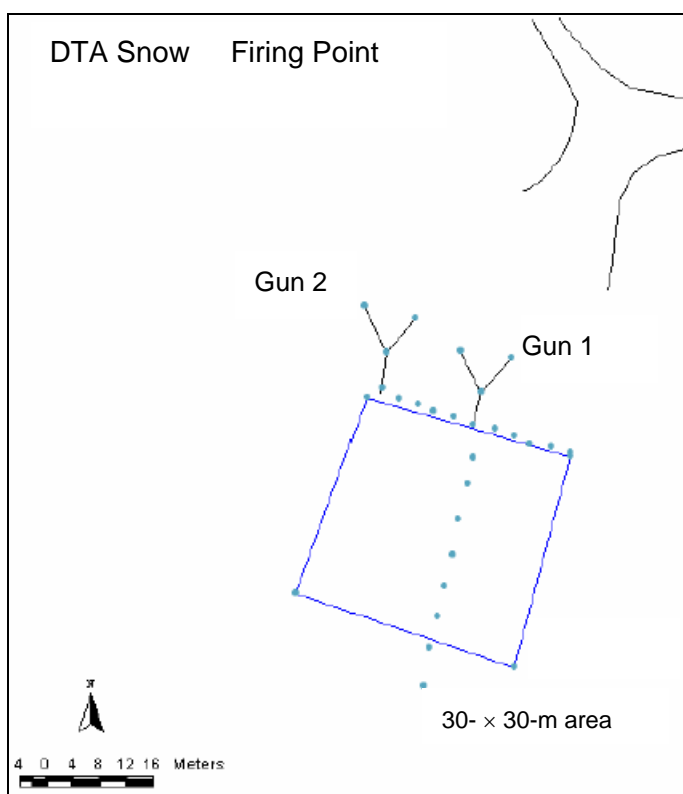 DTA Snow Firing Point
Gun 2
Gun 1
30- × 30-m area
N
4 0 4 8 12 16 Meters